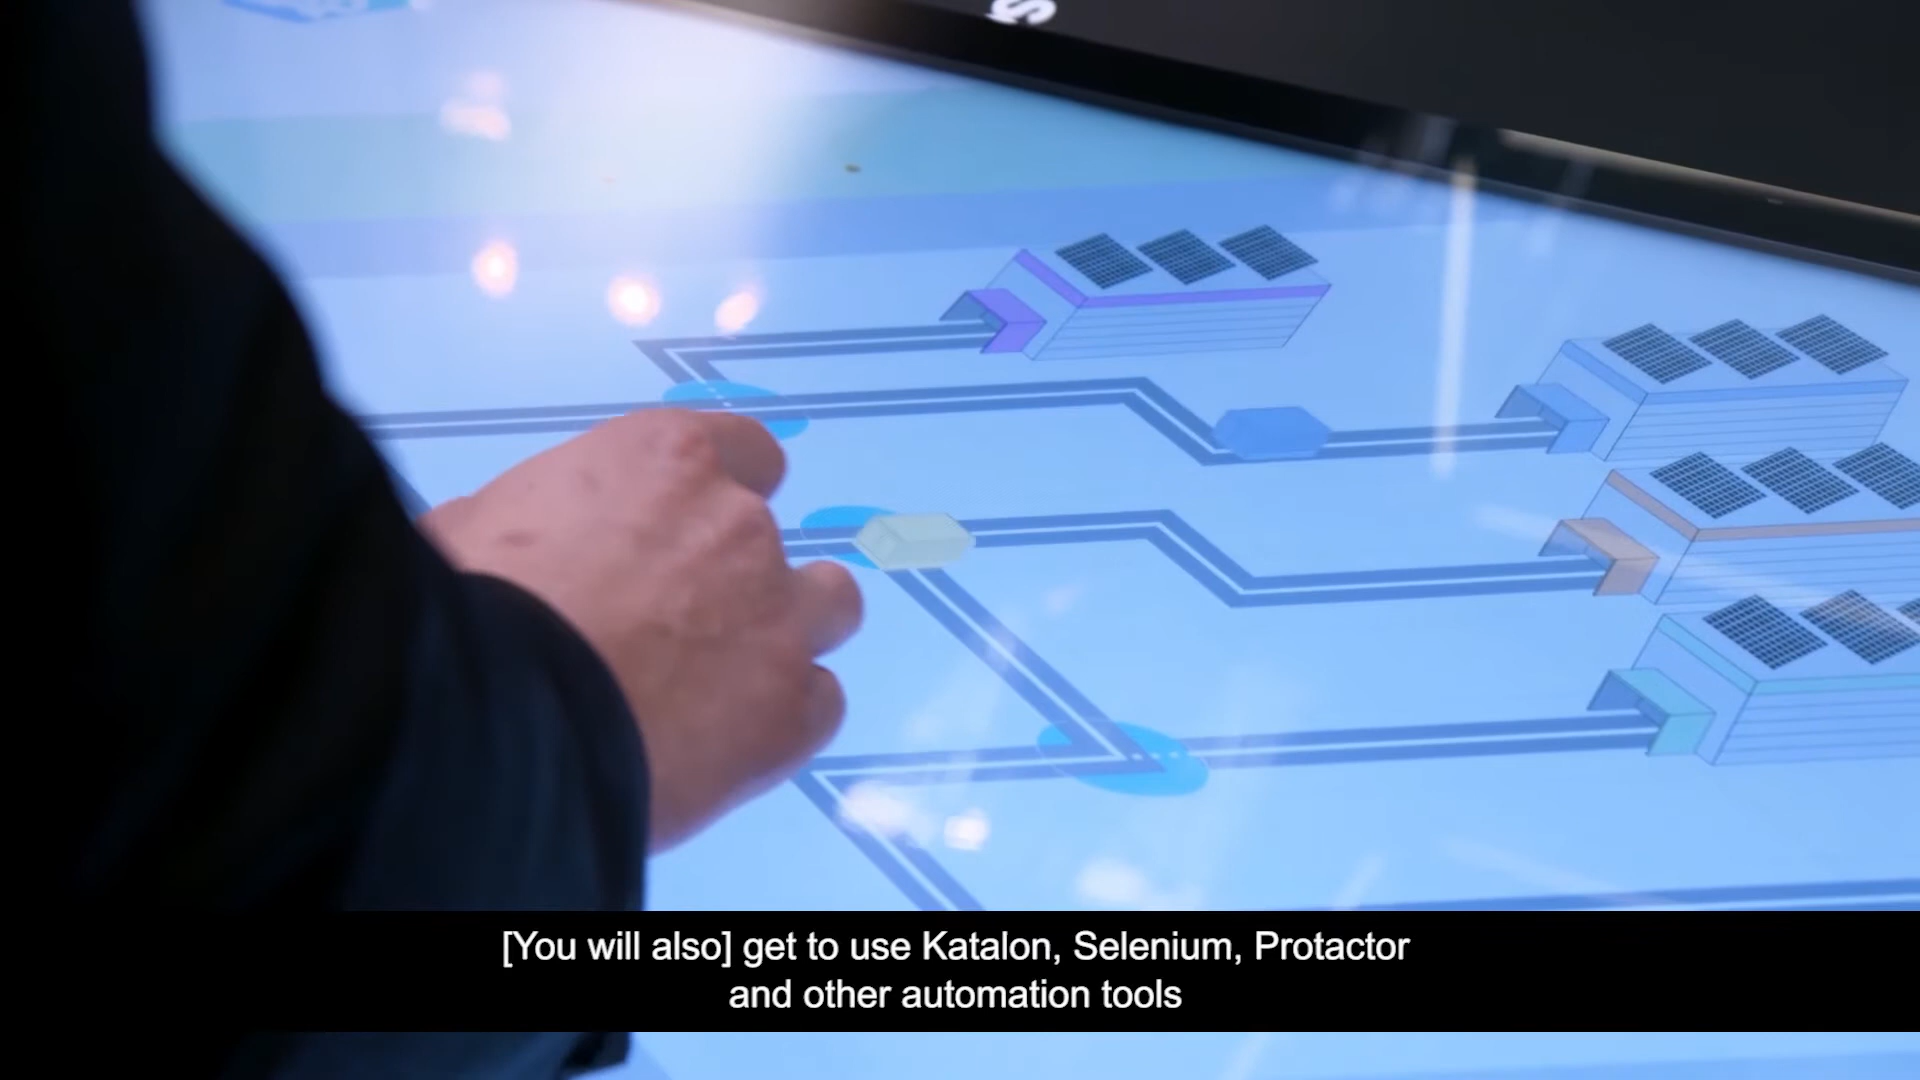 [You will also] get to use Katalon, Selenium, Protactor
and other automation tools